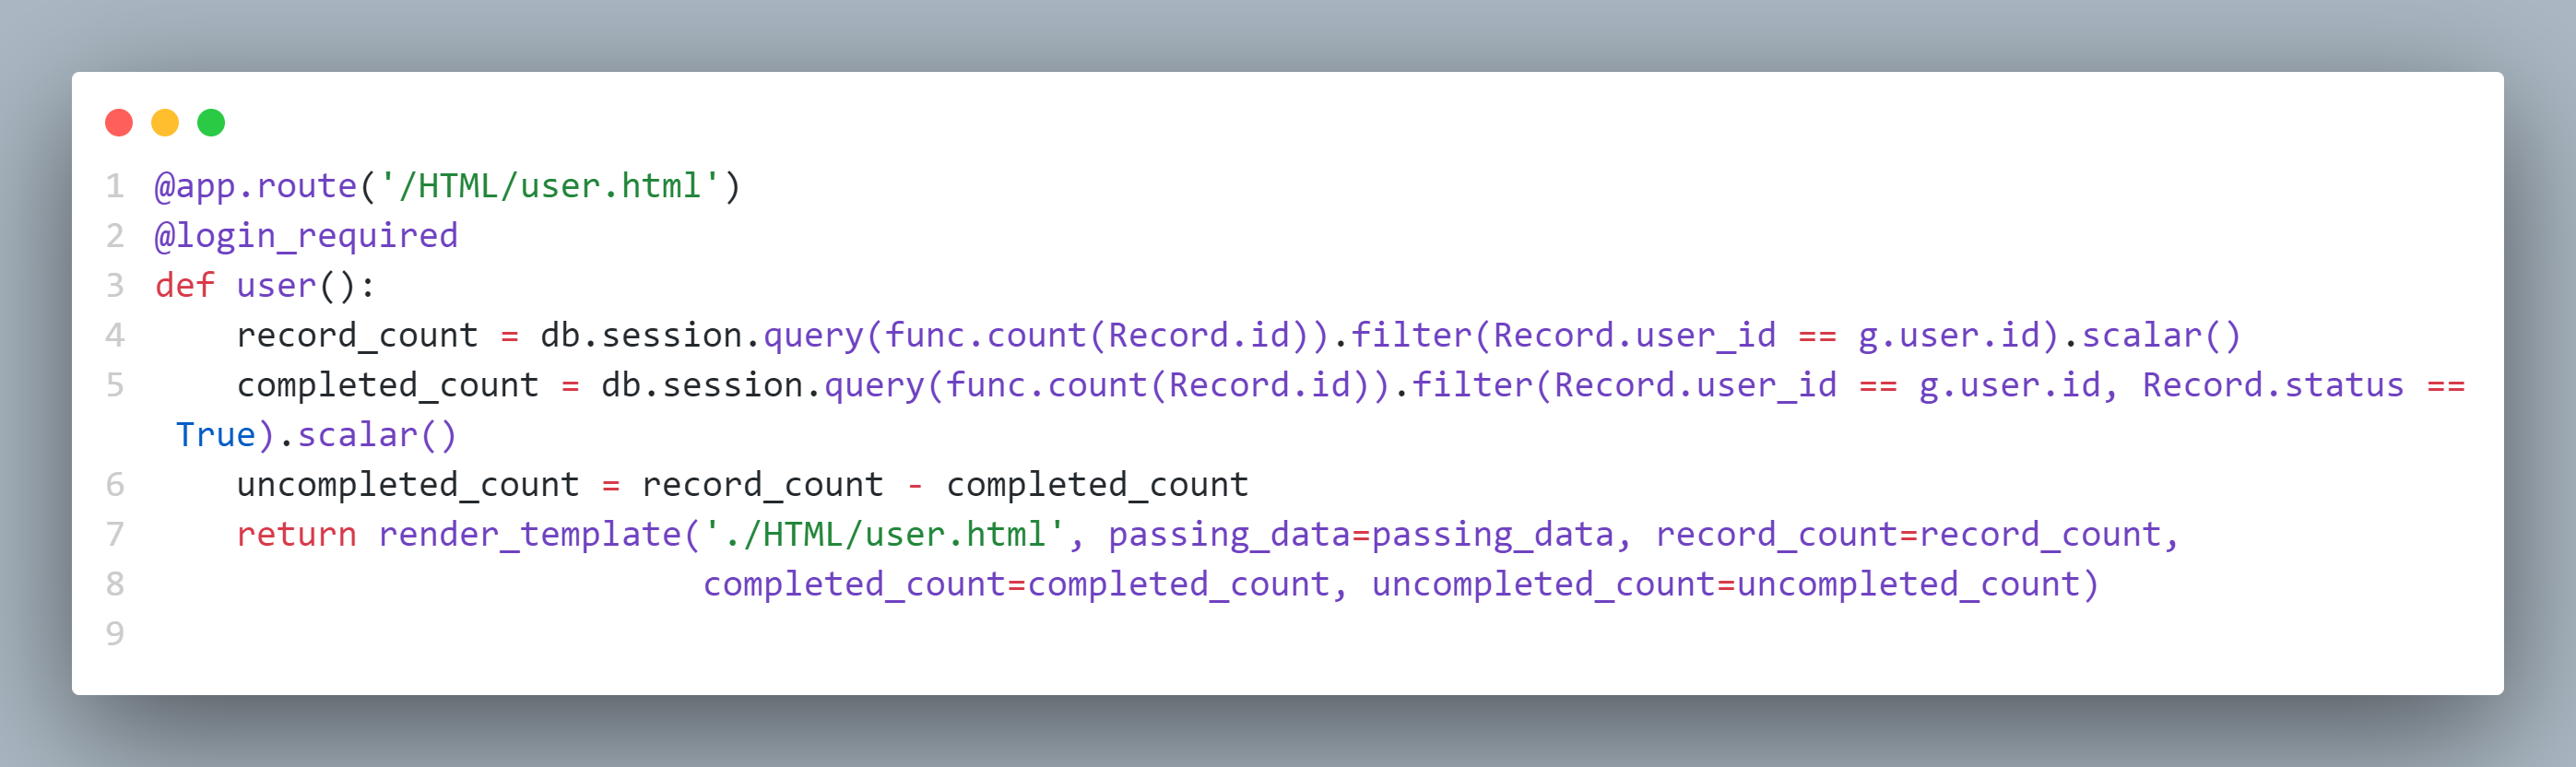 1 @app.route('/HTML/user.html')
2 @login_required
3 def user():
4     record_count = db.session.query(func.count(Record.id)).filter(Record.user_id == g.user.id).scalar()
5     completed_count = db.session.query(func.count(Record.id)).filter(Record.user_id == g.user.id, Record.status ==
 True).scalar()
6     uncompleted_count = record_count - completed_count
7     return render_template('./HTML/user.html', passing_data=passing_data, record_count=record_count,
8                            completed_count=completed_count, uncompleted_count=uncompleted_count)
9